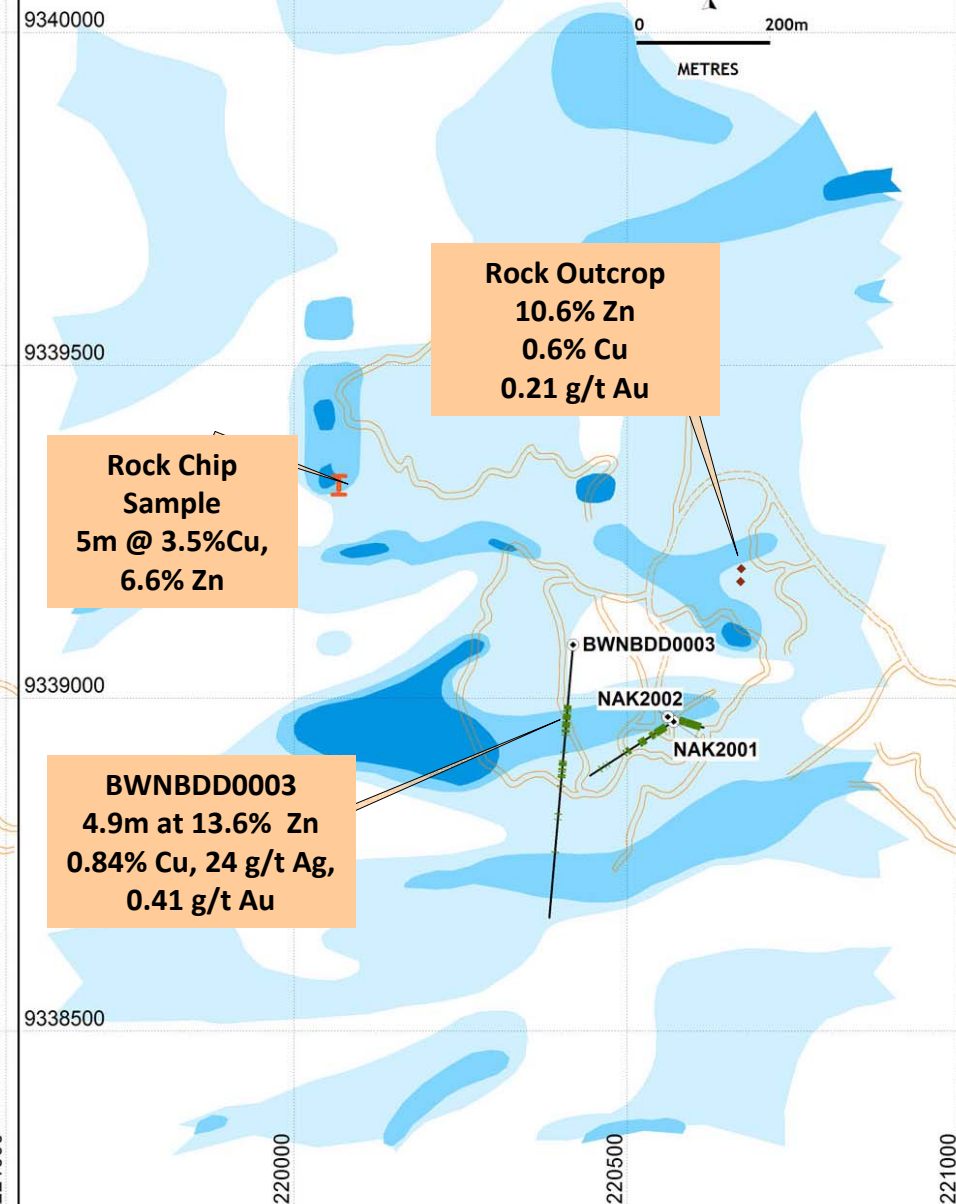 9340000
0 200m
METRES
Rock Outcrop
10.6% Zn
0.6% Cu
0.21 g/t Au
9339500
Rock Chip
Sample
5m @ 3.5%Cu,
6.6% Zn
BWNBDD0003
9339000
NAK2002
NAK2001
BWNBDD0003
4.9m at 13.6% Zn
0.84% Cu, 24 g/t Ag,
0.41 g/t Au
9338500
220000
220500
221000